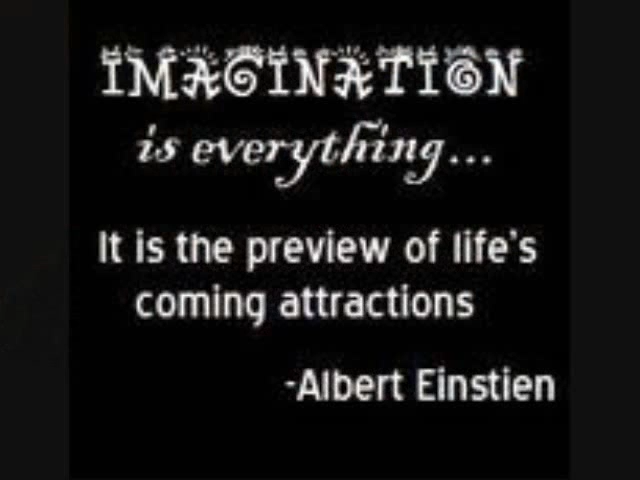 IMAGINATION
is everything...
It is the preview of life's
coming attractions
-Albert Einstien